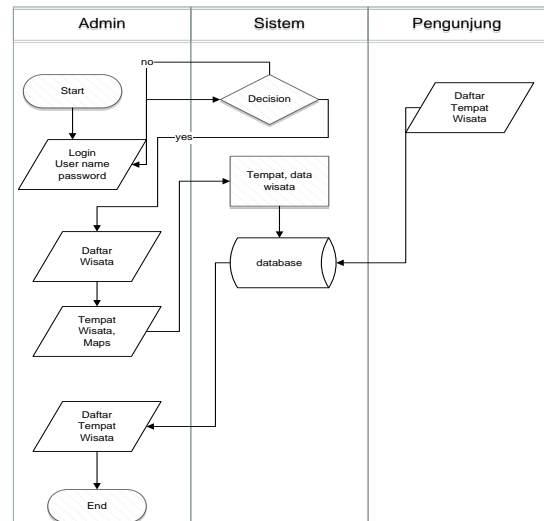 Admin
Sistem
Pengunjung
no
Start
Decision
Daftar
Tempat
Wisata
yes
Login
User name
password
Tempat, data
wisata
Daftar
Wisata
database
Tempat
Wisata,
Maps
Daftar
Tempat
Wisata
End